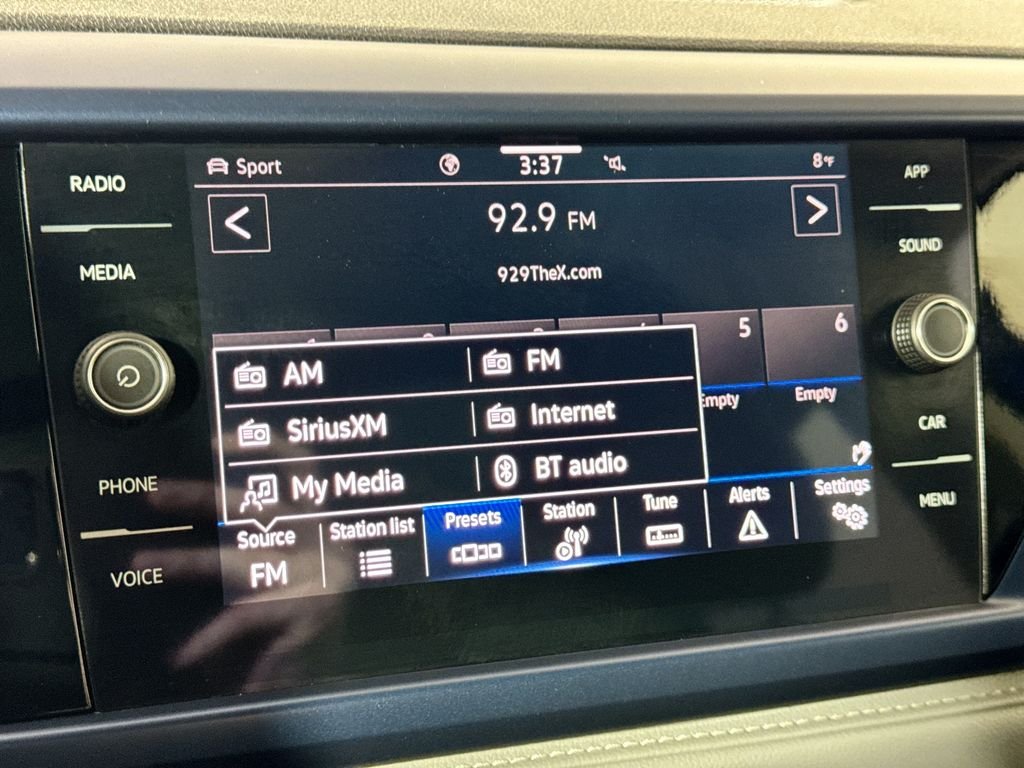 RADIO
MEDIA
PHONE
VOICE
Sport
3:37
8°F
92.9 FM
929TheX.com
5
6
Empty
AM
FM
SiriusXM
Internet
My Media
BT audio
Source
FM
Station list
Presets
Station
Tune
Alerts
Settings
APP
SOUND
CAR
MENU